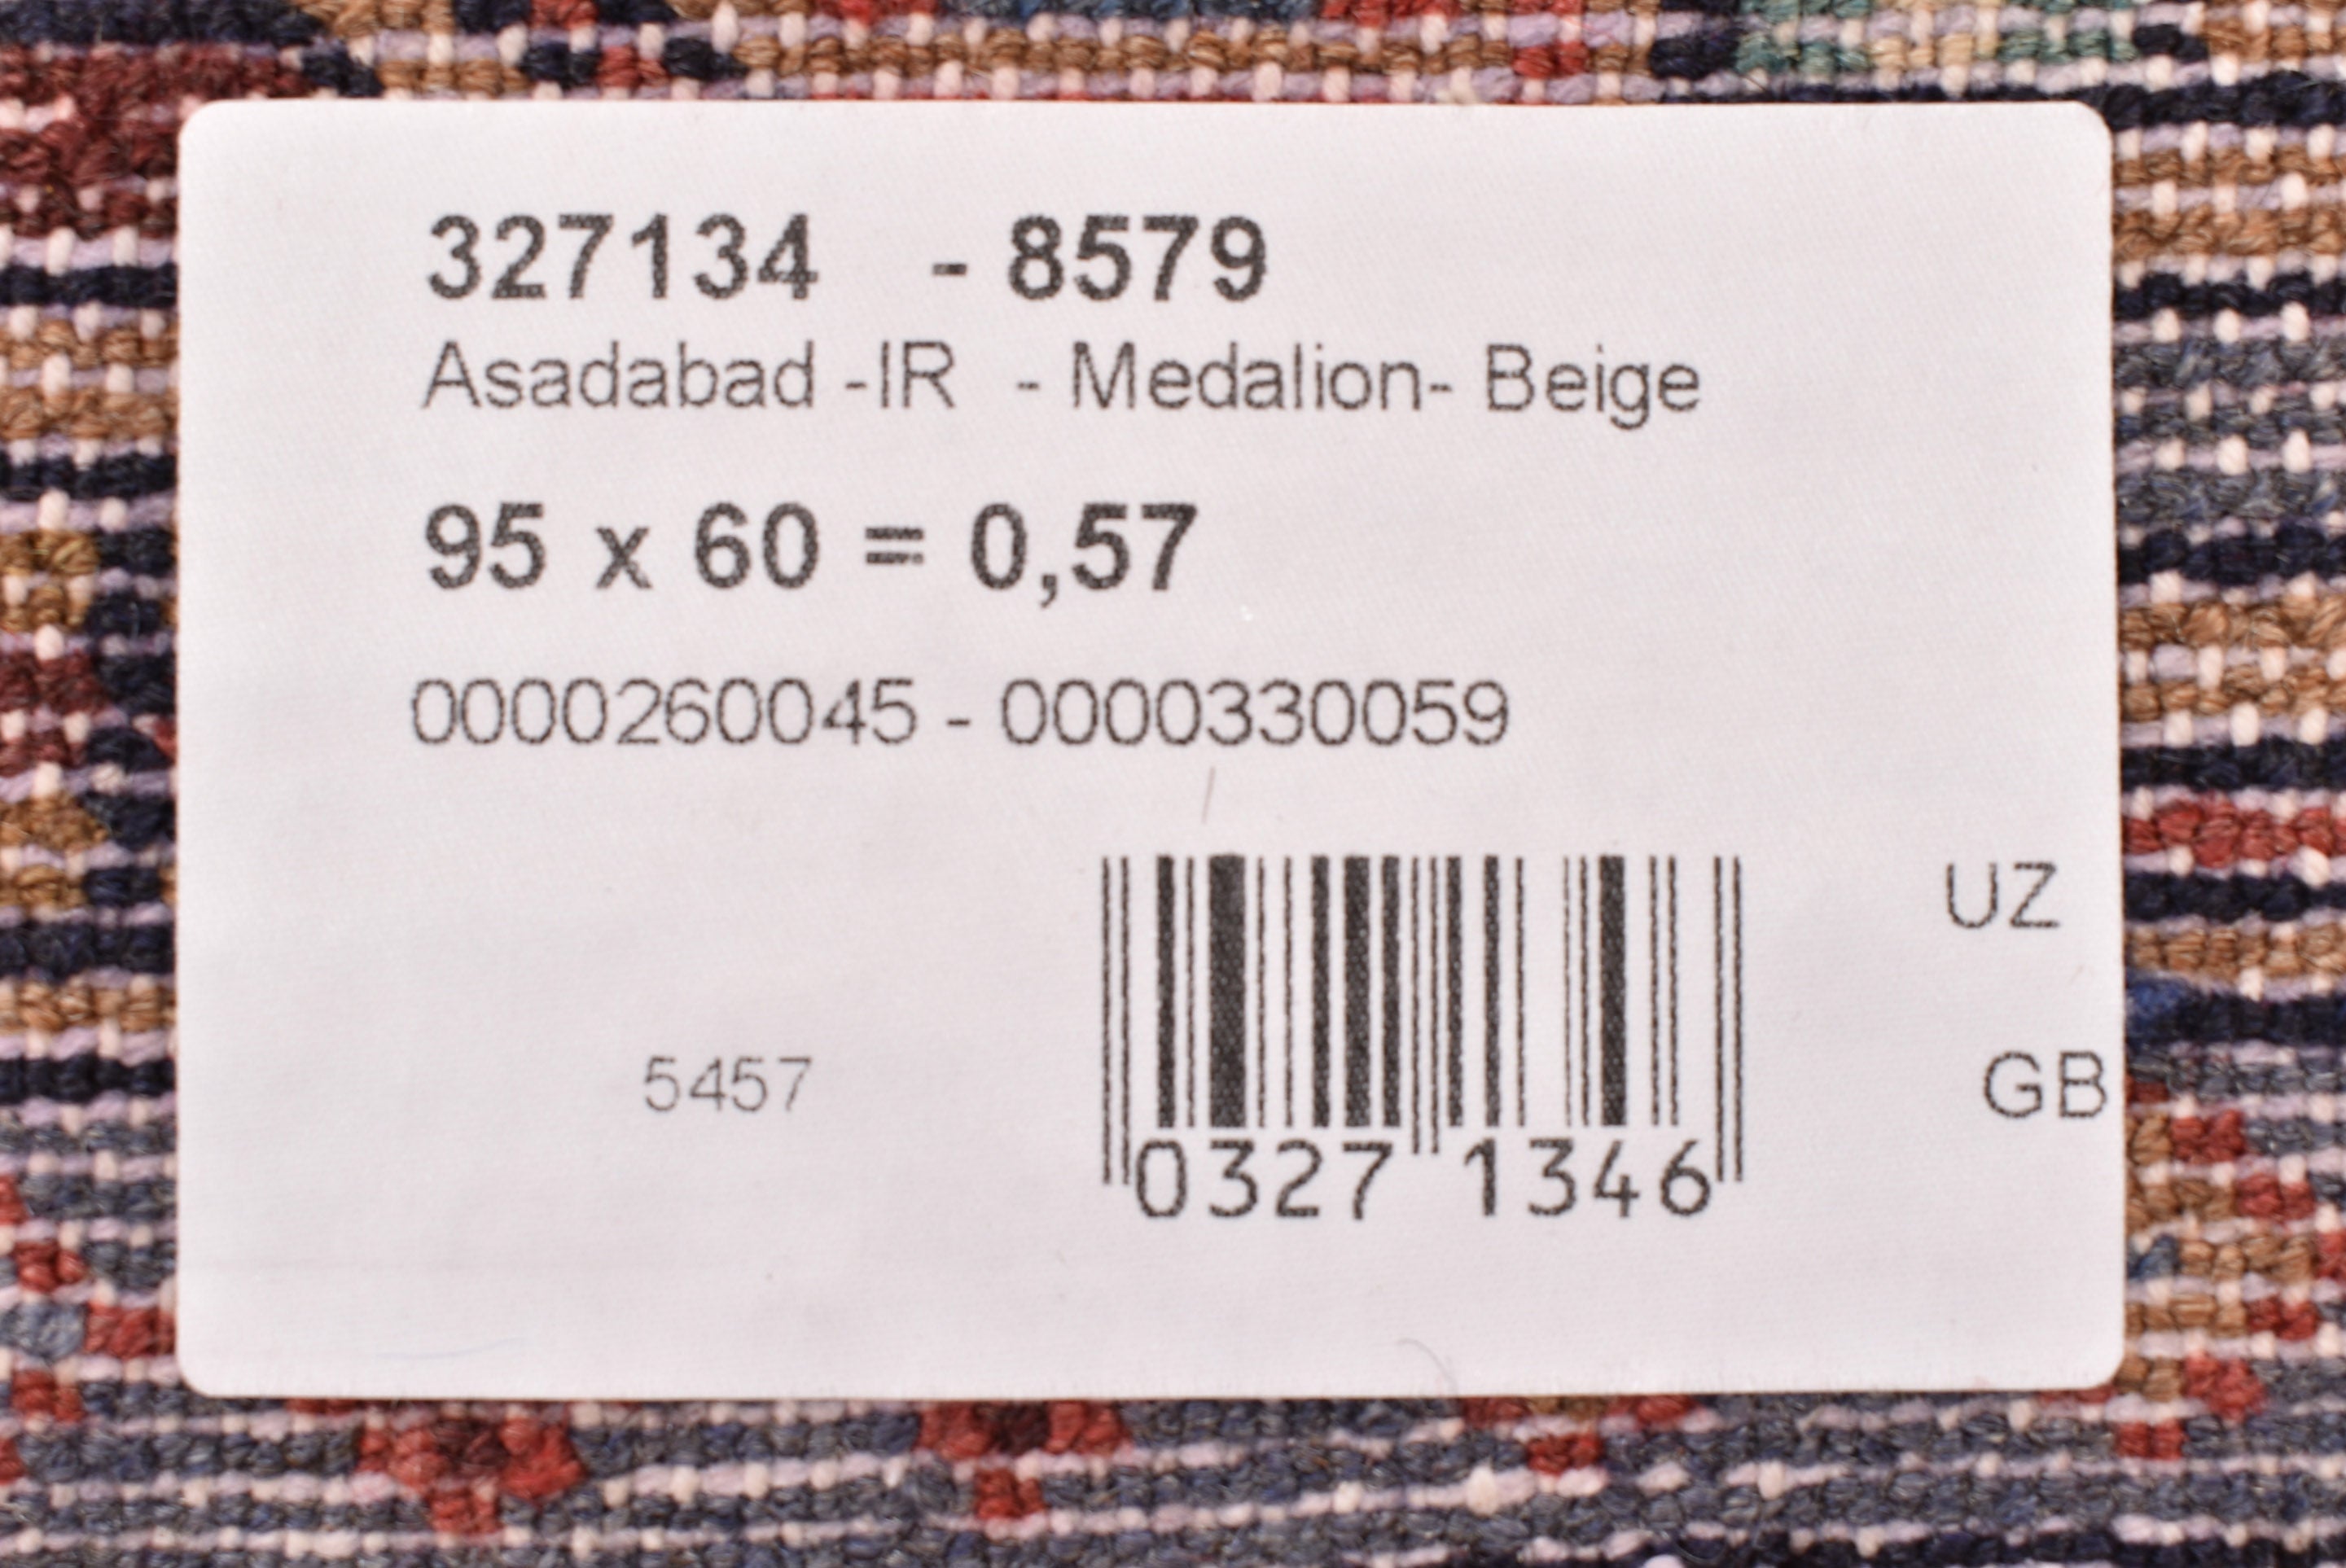 327134 - 8579
Asadabad -IR - Medalion- Beige
95 x 60 = 0,57
0000260045 - 0000330059
UZ
5457
GB
0327 1346